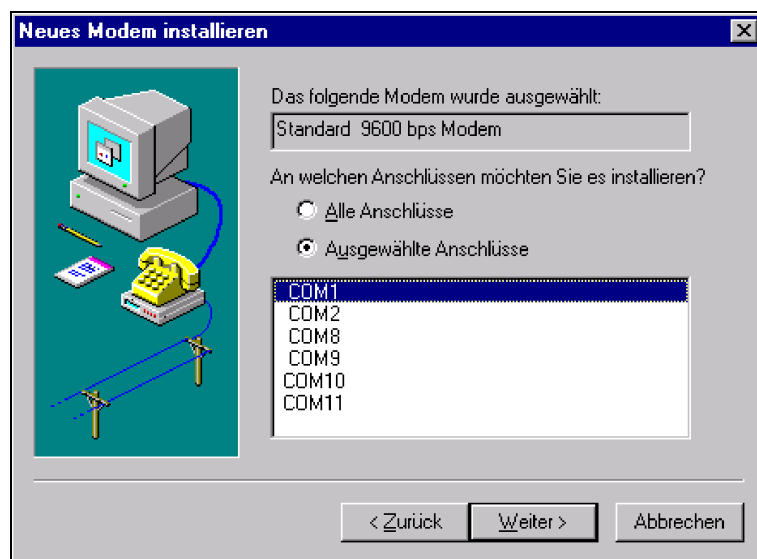 Neues Modem installieren
Das folgende Modem wurde ausgewählt:
Standard 9600 bps Modem
An welchen Anschlüssen möchten Sie es installieren?
Alle Anschlüsse
Ausgewählte Anschlüsse
COM1
COM2
COM8
COM9
COM10
COM11
< Zurück
Weiter >
Abbrechen